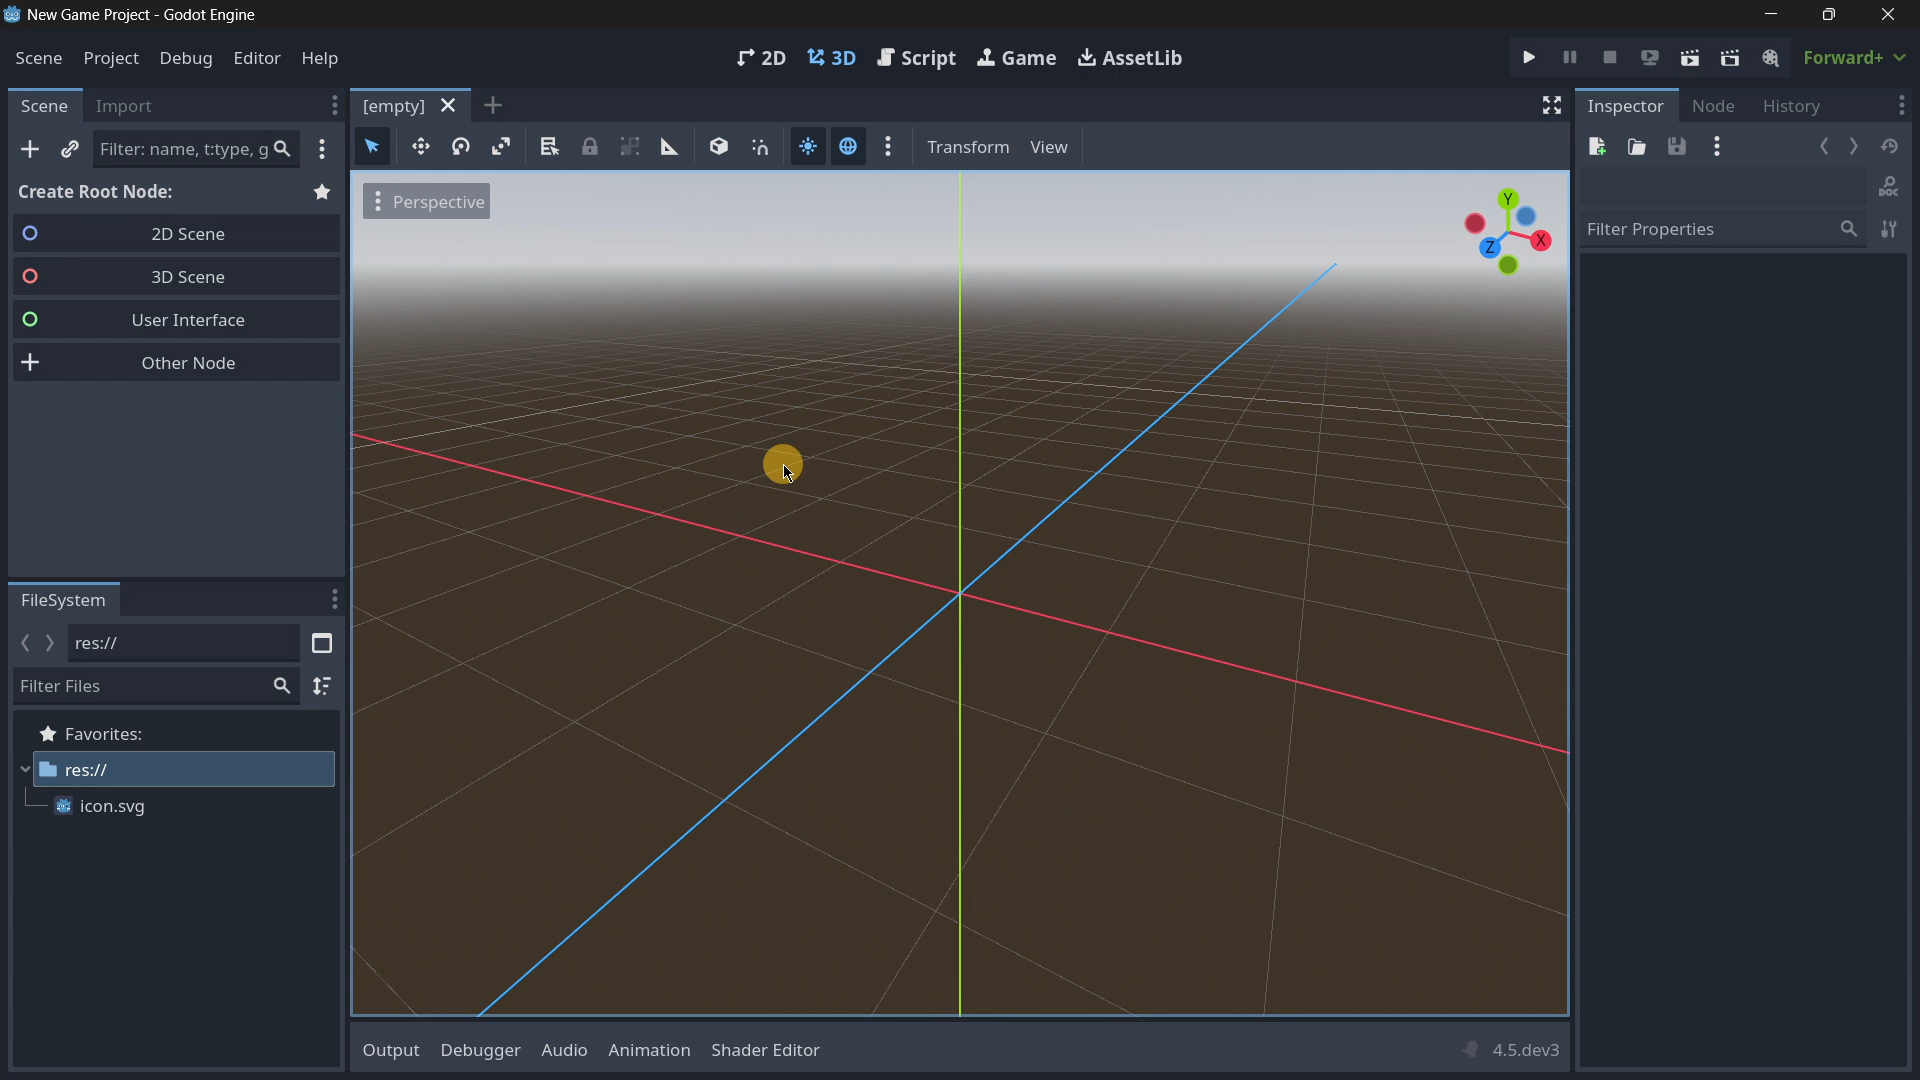 New Game Project - Godot Engine
Scene Project Debug Editor Help
2D 3D Script Game AssetLib
Forward+
Scene Import
Filter: name, t:type, g
Create Root Node:
2D Scene
3D Scene
User Interface
Other Node
FileSystem
res://
Filter Files
Favorites:
res://
icon.svg
[empty]
Transform View
Perspective
Y
X
Z
Output Debugger Audio Animation Shader Editor
4.5.dev3
Inspector Node History
DOC
Filter Properties